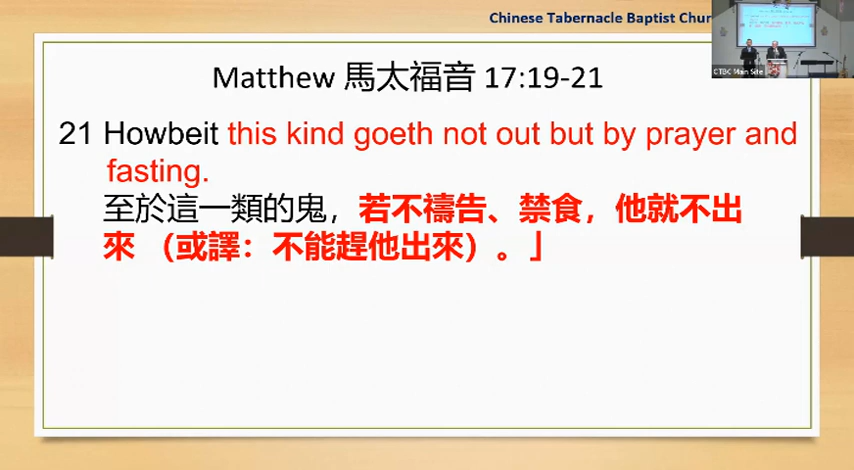 Chinese Tabernacle Baptist Chur
Matthew 馬太福音 17:19-21
21 Howbeit this kind goeth not out but by prayer and
fasting.
至於這一類的鬼，若不禱告、禁食，他就不出
來 （或譯：不能趕他出來）。」
CTBC Main Site